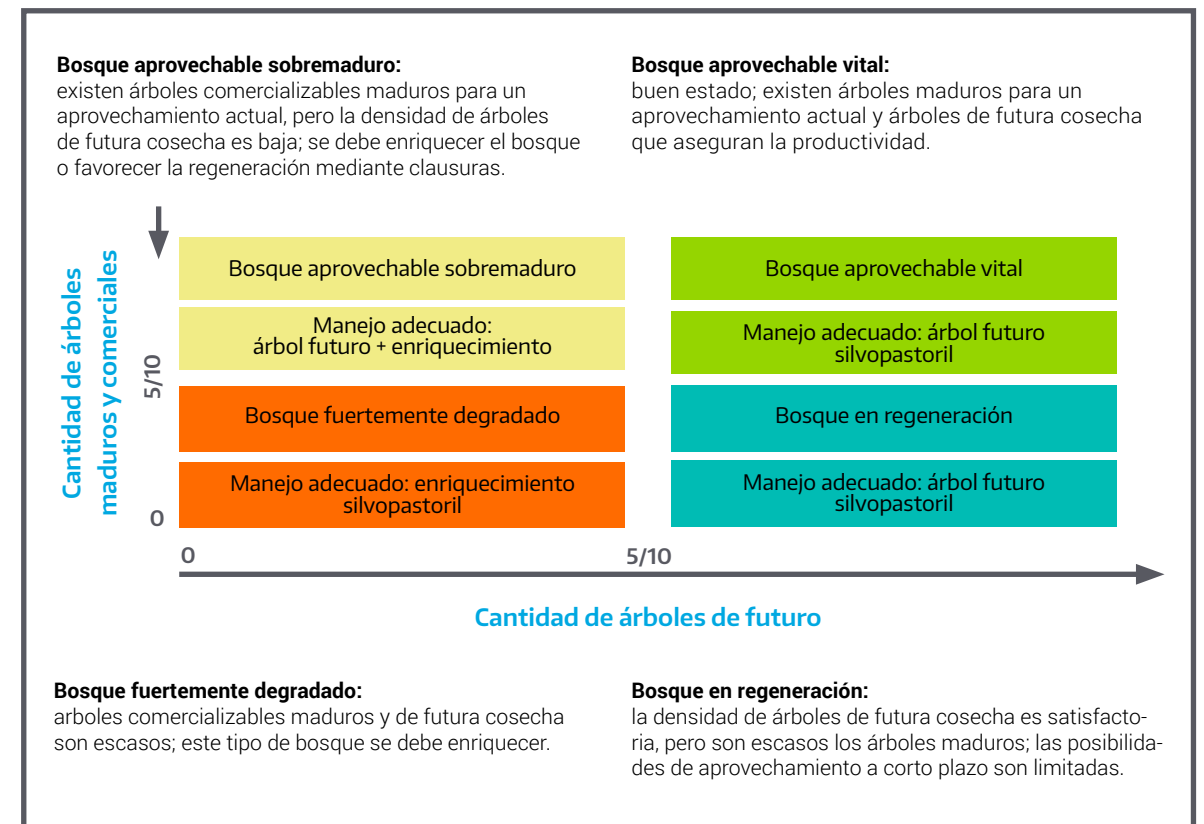 Bosque aprovechable sobremaduro:
existen árboles comercializables maduros para un
aprovechamiento actual, pero la densidad de árboles
de futura cosecha es baja; se debe enriquecer el bosque
o favorecer la regeneración mediante clausuras.
Bosque aprovechable vital:
buen estado; existen árboles maduros para un
aprovechamiento actual y árboles de futura cosecha
que aseguran la productividad.
Cantidad de árboles
maduros y comerciales
5/10
0
Bosque aprovechable sobremaduro
Manejo adecuado:
árbol futuro + enriquecimiento
Bosque fuertemente degradado
Manejo adecuado: enriquecimiento
silvopastoril
Bosque aprovechable vital
Manejo adecuado: árbol futuro
silvopastoril
Bosque en regeneración
Manejo adecuado: árbol futuro
silvopastoril
0
5/10
Cantidad de árboles de futuro
Bosque fuertemente degradado:
arboles comercializables maduros y de futura cosecha
son escasos; este tipo de bosque se debe enriquecer.
Bosque en regeneración:
la densidad de árboles de futura cosecha es satisfacto-
ria, pero son escasos los árboles maduros; las posibilida-
des de aprovechamiento a corto plazo son limitadas.